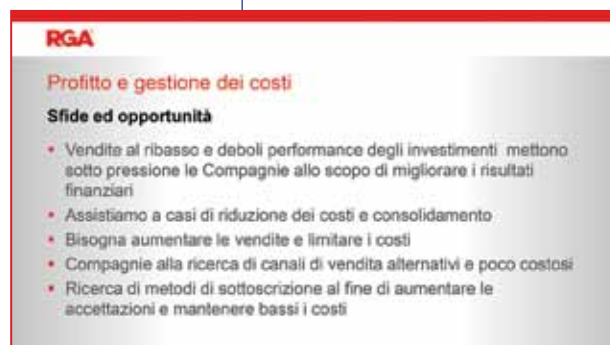 RGA
Profitto e gestione dei costi
Sfide ed opportunità
• Vendite al ribasso e deboli performance degli investimenti mettono
sotto pressione le Compagnie allo scopo di migliorare i risultati
finanziari
• Assistiamo a casi di riduzione dei costi e consolidamento
• Bisogna aumentare le vendite e limitare i costi
• Compagnie alla ricerca di canali di vendita alternativi e poco costosi
• Ricerca di metodi di sottoscrizione al fine di aumentare le
accettazioni e mantenere bassi i costi